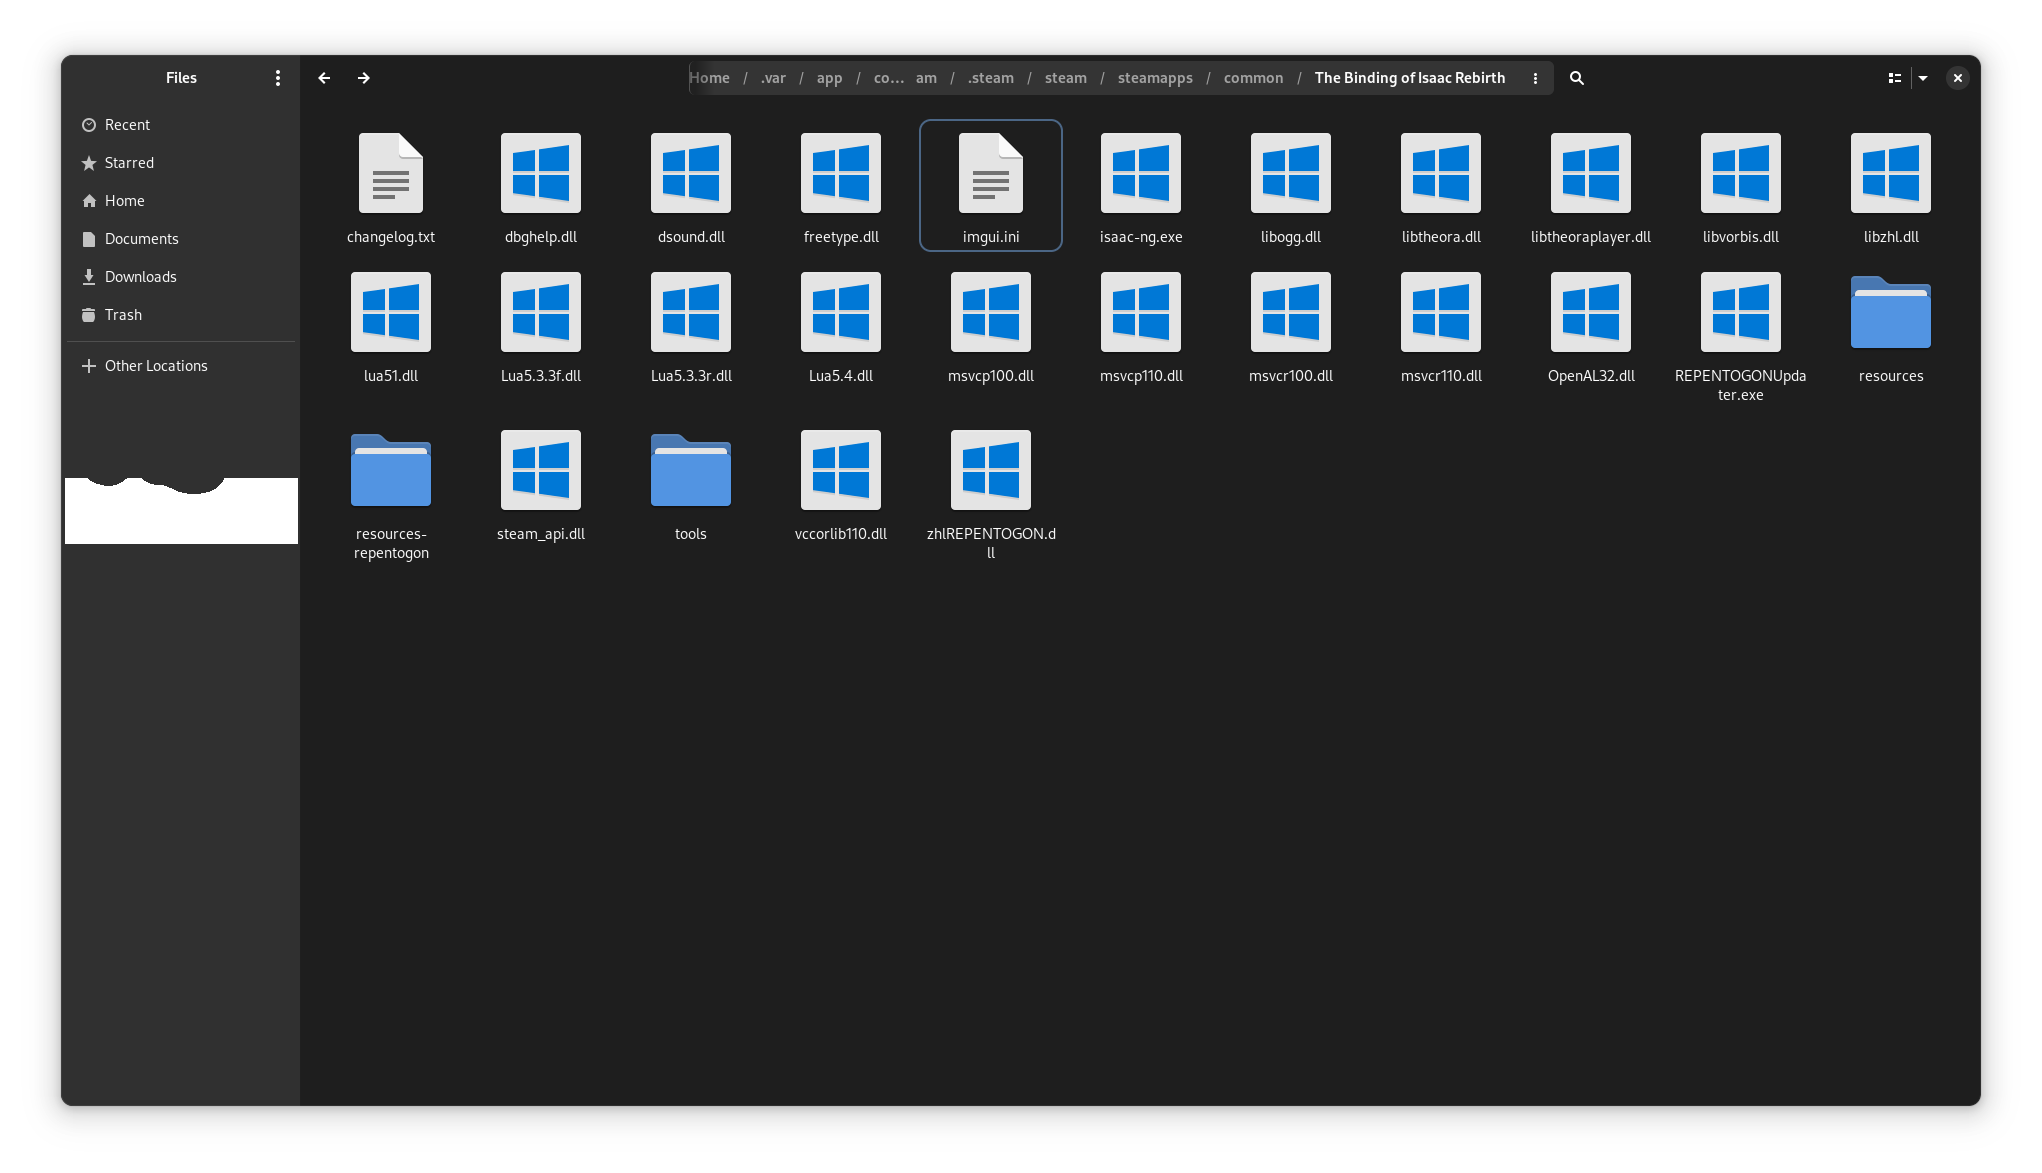 Files
Home / .var / app / co... am / .steam / steam / steamapps / common / The Binding of Isaac Rebirth
Recent
Starred
Home
Documents
Downloads
Trash
Other Locations
changelog.txt
dbghelp.dll
dsound.dll
freetype.dll
imgui.ini
isaac-ng.exe
libogg.dll
libtheora.dll
libtheoraplayer.dll
libvorbis.dll
libzhl.dll
lua51.dll
Lua5.3.3f.dll
Lua5.3.3r.dll
Lua5.4.dll
msvcp100.dll
msvcp110.dll
msvcr100.dll
msvcr110.dll
OpenAL32.dll
REPENTOGONUpda
ter.exe
resources
resources-
repentogon
steam_api.dll
tools
vccorlib110.dll
zhlREPENTOGON.d
ll